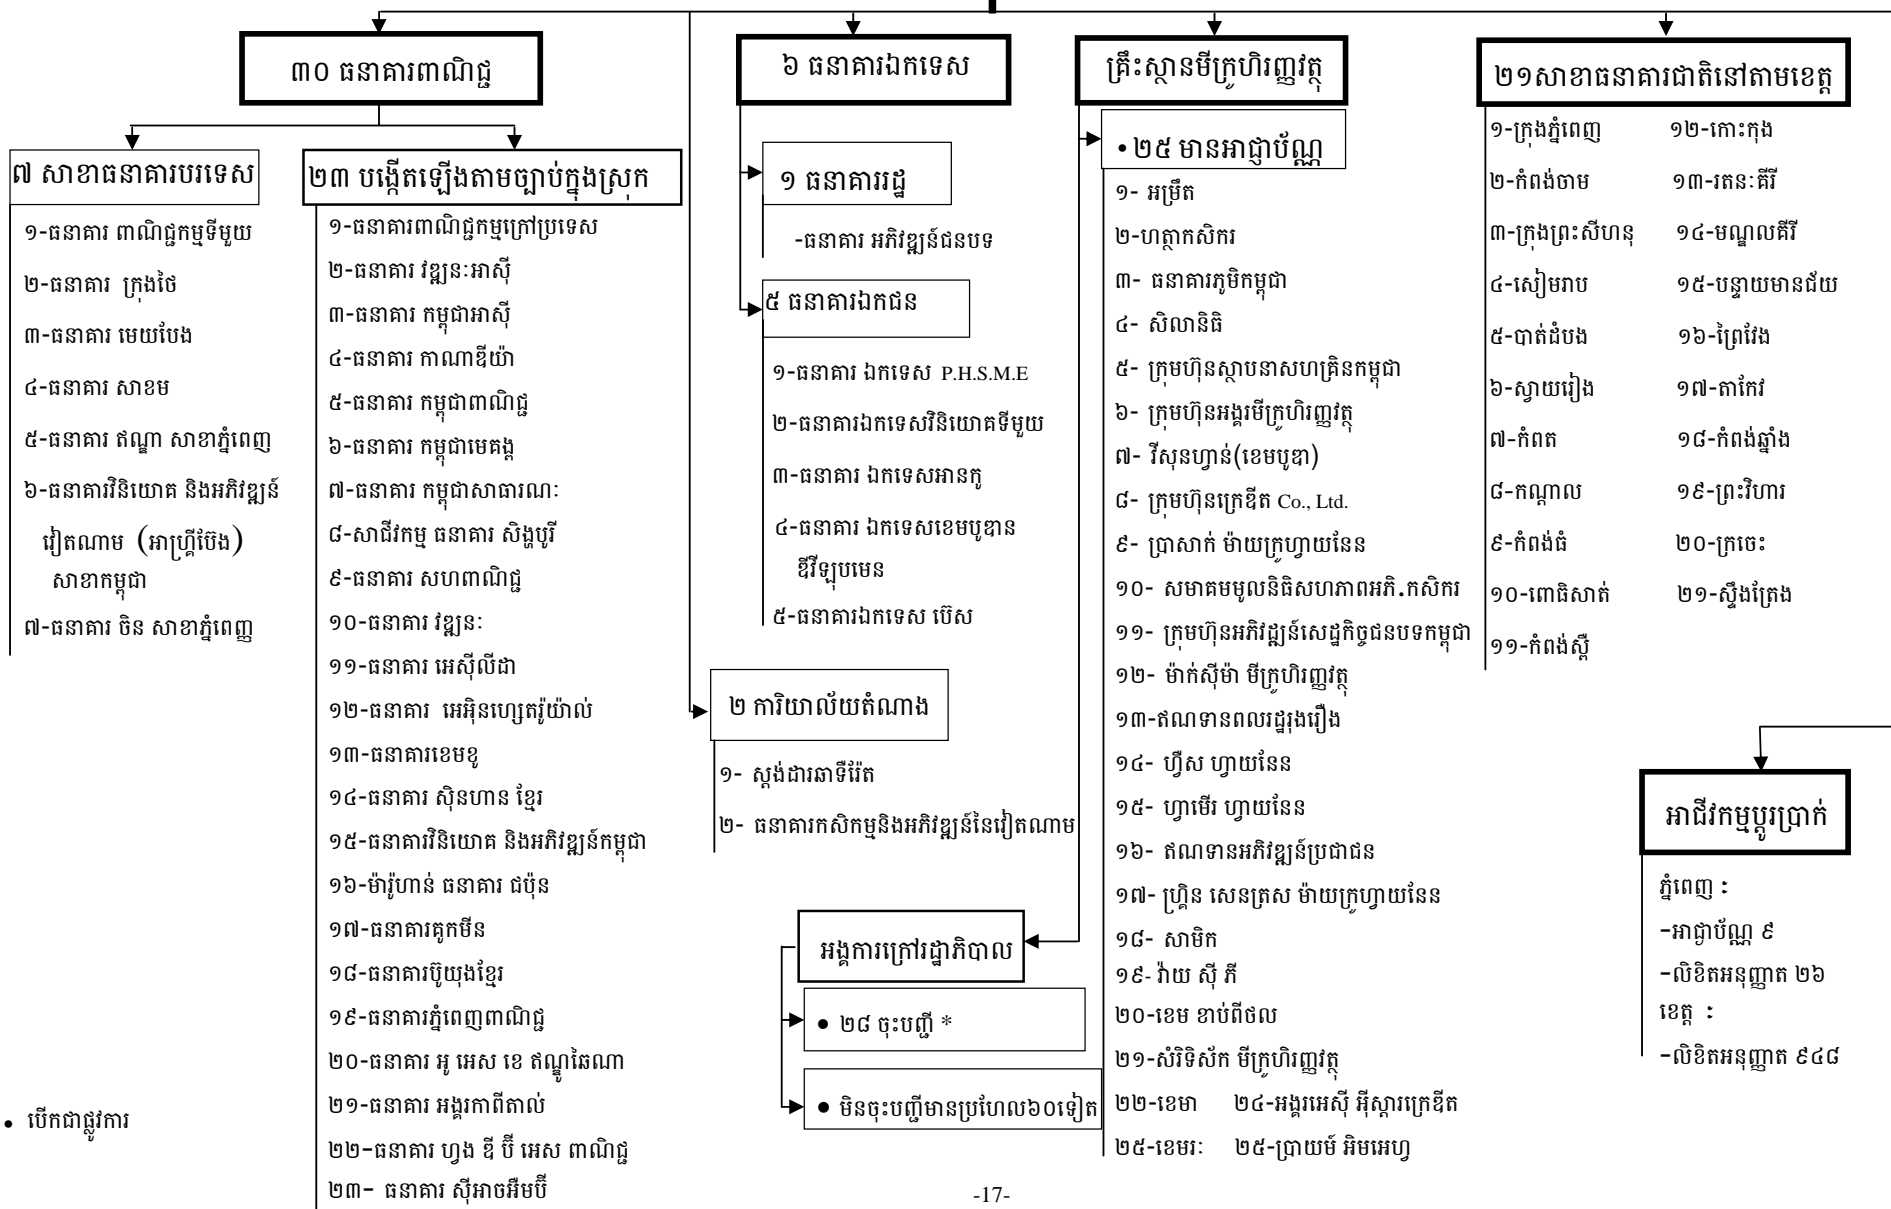 ៣០ ធនាគារពាណិជ្ជ
៧ សាខាធនាគារបរទេស
១-ធនាគារ ពាណិជ្ជកម្មទីមួយ
២-ធនាគារ ក្រុងថៃ
៣-ធនាគារ មេយបែង
៤-ធនាគារ សាខម
៥-ធនាគារ ឥណ្ឌា សាខាភ្នំពេញ
៦-ធនាគារវិនិយោគ និងអភិវឌ្ឍន៍
វៀតណាម (អាហ្គ្រីប៊ែង)
សាខាកម្ពុជា
៧-ធនាគារ ចិន សាខាភ្នំពេញ
២៣ បង្កើតឡើងតាមច្បាប់ក្នុងស្រុក
១-ធនាគារពាណិជ្ជកម្មក្រៅប្រទេស
២-ធនាគារ វឌ្ឍនៈអាស៊ី
៣-ធនាគារ កម្ពុជាអាស៊ី
៤-ធនាគារ កាណាឌីយ៉ា
៥-ធនាគារ កម្ពុជាពាណិជ្ជ
៦-ធនាគារ កម្ពុជាមេគង្គ
៧-ធនាគារ កម្ពុជាសាធារណៈ
៨-សាជីវកម្ម ធនាគារ សិង្ហបូរី
៩-ធនាគារ សហពាណិជ្ជ
១០-ធនាគារ វឌ្ឍនៈ
១១-ធនាគារ អេស៊ីលីដា
១២-ធនាគារ អេអិនហ្សេតរ៉ូយ៉ាល់
១៣-ធនាគារខេមខូ
១៤-ធនាគារ ស៊ិនហាន ខ្មែរ
១៥-ធនាគារវិនិយោគ និងអភិវឌ្ឍន៍កម្ពុជា
១៦-ម៉ារ៉ូហាន់ ធនាគារ ជប៉ុន
១៧-ធនាគារគូកមីន
១៨-ធនាគារប៊ូយុងខ្មែរ
១៩-ធនាគារភ្នំពេញពាណិជ្ជ
២០-ធនាគារ អូ អេស ខេ ឥណ្ឌូឆៃណា
២១-ធនាគារ អង្គរកាពីតាល់
២២-ធនាគារ ហ្វង ឌី ប៊ី អេស ពាណិជ្ជ
២៣- ធនាគារ ស៊ីអាចអឹមប៊ី
៦ ធនាគារឯកទេស
១ ធនាគាររដ្ឋ
-ធនាគារ អភិវឌ្ឍន៍ជនបទ
៥ ធនាគារឯកជន
១-ធនាគារ ឯកទេស P.H.S.M.E
២-ធនាគារឯកទេសវិនិយោគទីមួយ
៣-ធនាគារ ឯកទេសអានកូ
៤-ធនាគារ ឯកទេសខេមបូឌាន
ឌីវីឡុបមេន
៥-ធនាគារឯកទេស ប៊េស
២ ការិយាល័យតំណាង
១- ស្តង់ដារឆាទឺរ៉ែត
២- ធនាគារកសិកម្មនិងអភិវឌ្ឍន៍នៃវៀតណាម
គ្រឹះស្ថានមីក្រូហិរញ្ញវត្ថុ
• ២៥ មានអាជ្ញាប័ណ្ណ
១- អម្រឹត
២-ហត្ថាកសិករ
៣- ធនាគារភូមិកម្ពុជា
៤- សិលានិធិ
៥- ក្រុមហ៊ុនស្ថាបនាសហគ្រិនកម្ពុជា
៦- ក្រុមហ៊ុនអង្គរមីក្រូហិរញ្ញវត្ថុ
៧- វីសុនហ្វាន់(ខេមបូឌា)
៨- ក្រុមហ៊ុនក្រេឌីត Co., Ltd.
៩- ប្រាសាក់ ម៉ាយក្រូហ្វាយនែន
១០- សមាគមមូលនិធិសហភាពអភិ.កសិករ
១១- ក្រុមហ៊ុនអភិវឌ្ឍន៍សេដ្ឋកិច្ចជនបទកម្ពុជា
១២- ម៉ាក់ស៊ីម៉ា មីក្រូហិរញ្ញវត្ថុ
១៣-ឥណទានពលរដ្ឋរុងរឿង
១៤- ហ្វឺស ហ្វាយនែន
១៥- ហ្វាមើរ ហ្វាយនែន
១៦- ឥណទានអភិវឌ្ឍន៍ប្រជាជន
១៧- ហ្គ្រិន សេនត្រស ម៉ាយក្រូហ្វាយនែន
១៨- សាមិក
១៩- វ៉ាយ ស៊ី ភី
២០-ខេម ខាប់ពីថល
២១-សំរិទិស័ក មីក្រូហិរញ្ញវត្ថុ
២២-ខេមា ២៤-អង្គរអេស៊ី អ៊ីស្តារក្រេឌីត
២៥-ខេមរៈ ២៥-ប្រាយម៍ អិមអេហ្វ
អង្គការក្រៅរដ្ឋាភិបាល
• ២៨ ចុះបញ្ជី *
• មិនចុះបញ្ជីមានប្រហែល៦០ទៀត
២១សាខាធនាគារជាតិនៅតាមខេត្ត
១-ក្រុងភ្នំពេញ ១២-កោះកុង
២-កំពង់ចាម ១៣-រតនៈគីរី
៣-ក្រុងព្រះសីហនុ ១៤-មណ្ឌលគីរី
៤-សៀមរាប ១៥-បន្ទាយមានជ័យ
៥-បាត់ដំបង ១៦-ព្រៃវែង
៦-ស្វាយរៀង ១៧-តាកែវ
៧-កំពត ១៨-កំពង់ឆ្នាំង
៨-កណ្តាល ១៩-ព្រះវិហារ
៩-កំពង់ធំ ២០-ក្រចេះ
១០-ពោធិសាត់ ២១-ស្ទឹងត្រែង
១១-កំពង់ស្ពឺ
អាជីវកម្មប្តូរប្រាក់
ភ្នំពេញ :
-អាជ្ញាប័ណ្ណ ៩
-លិខិតអនុញ្ញាត ២៦
ខេត្ត :
-លិខិតអនុញ្ញាត ៩៤៨
• បើកជាផ្លូវការ
-17-